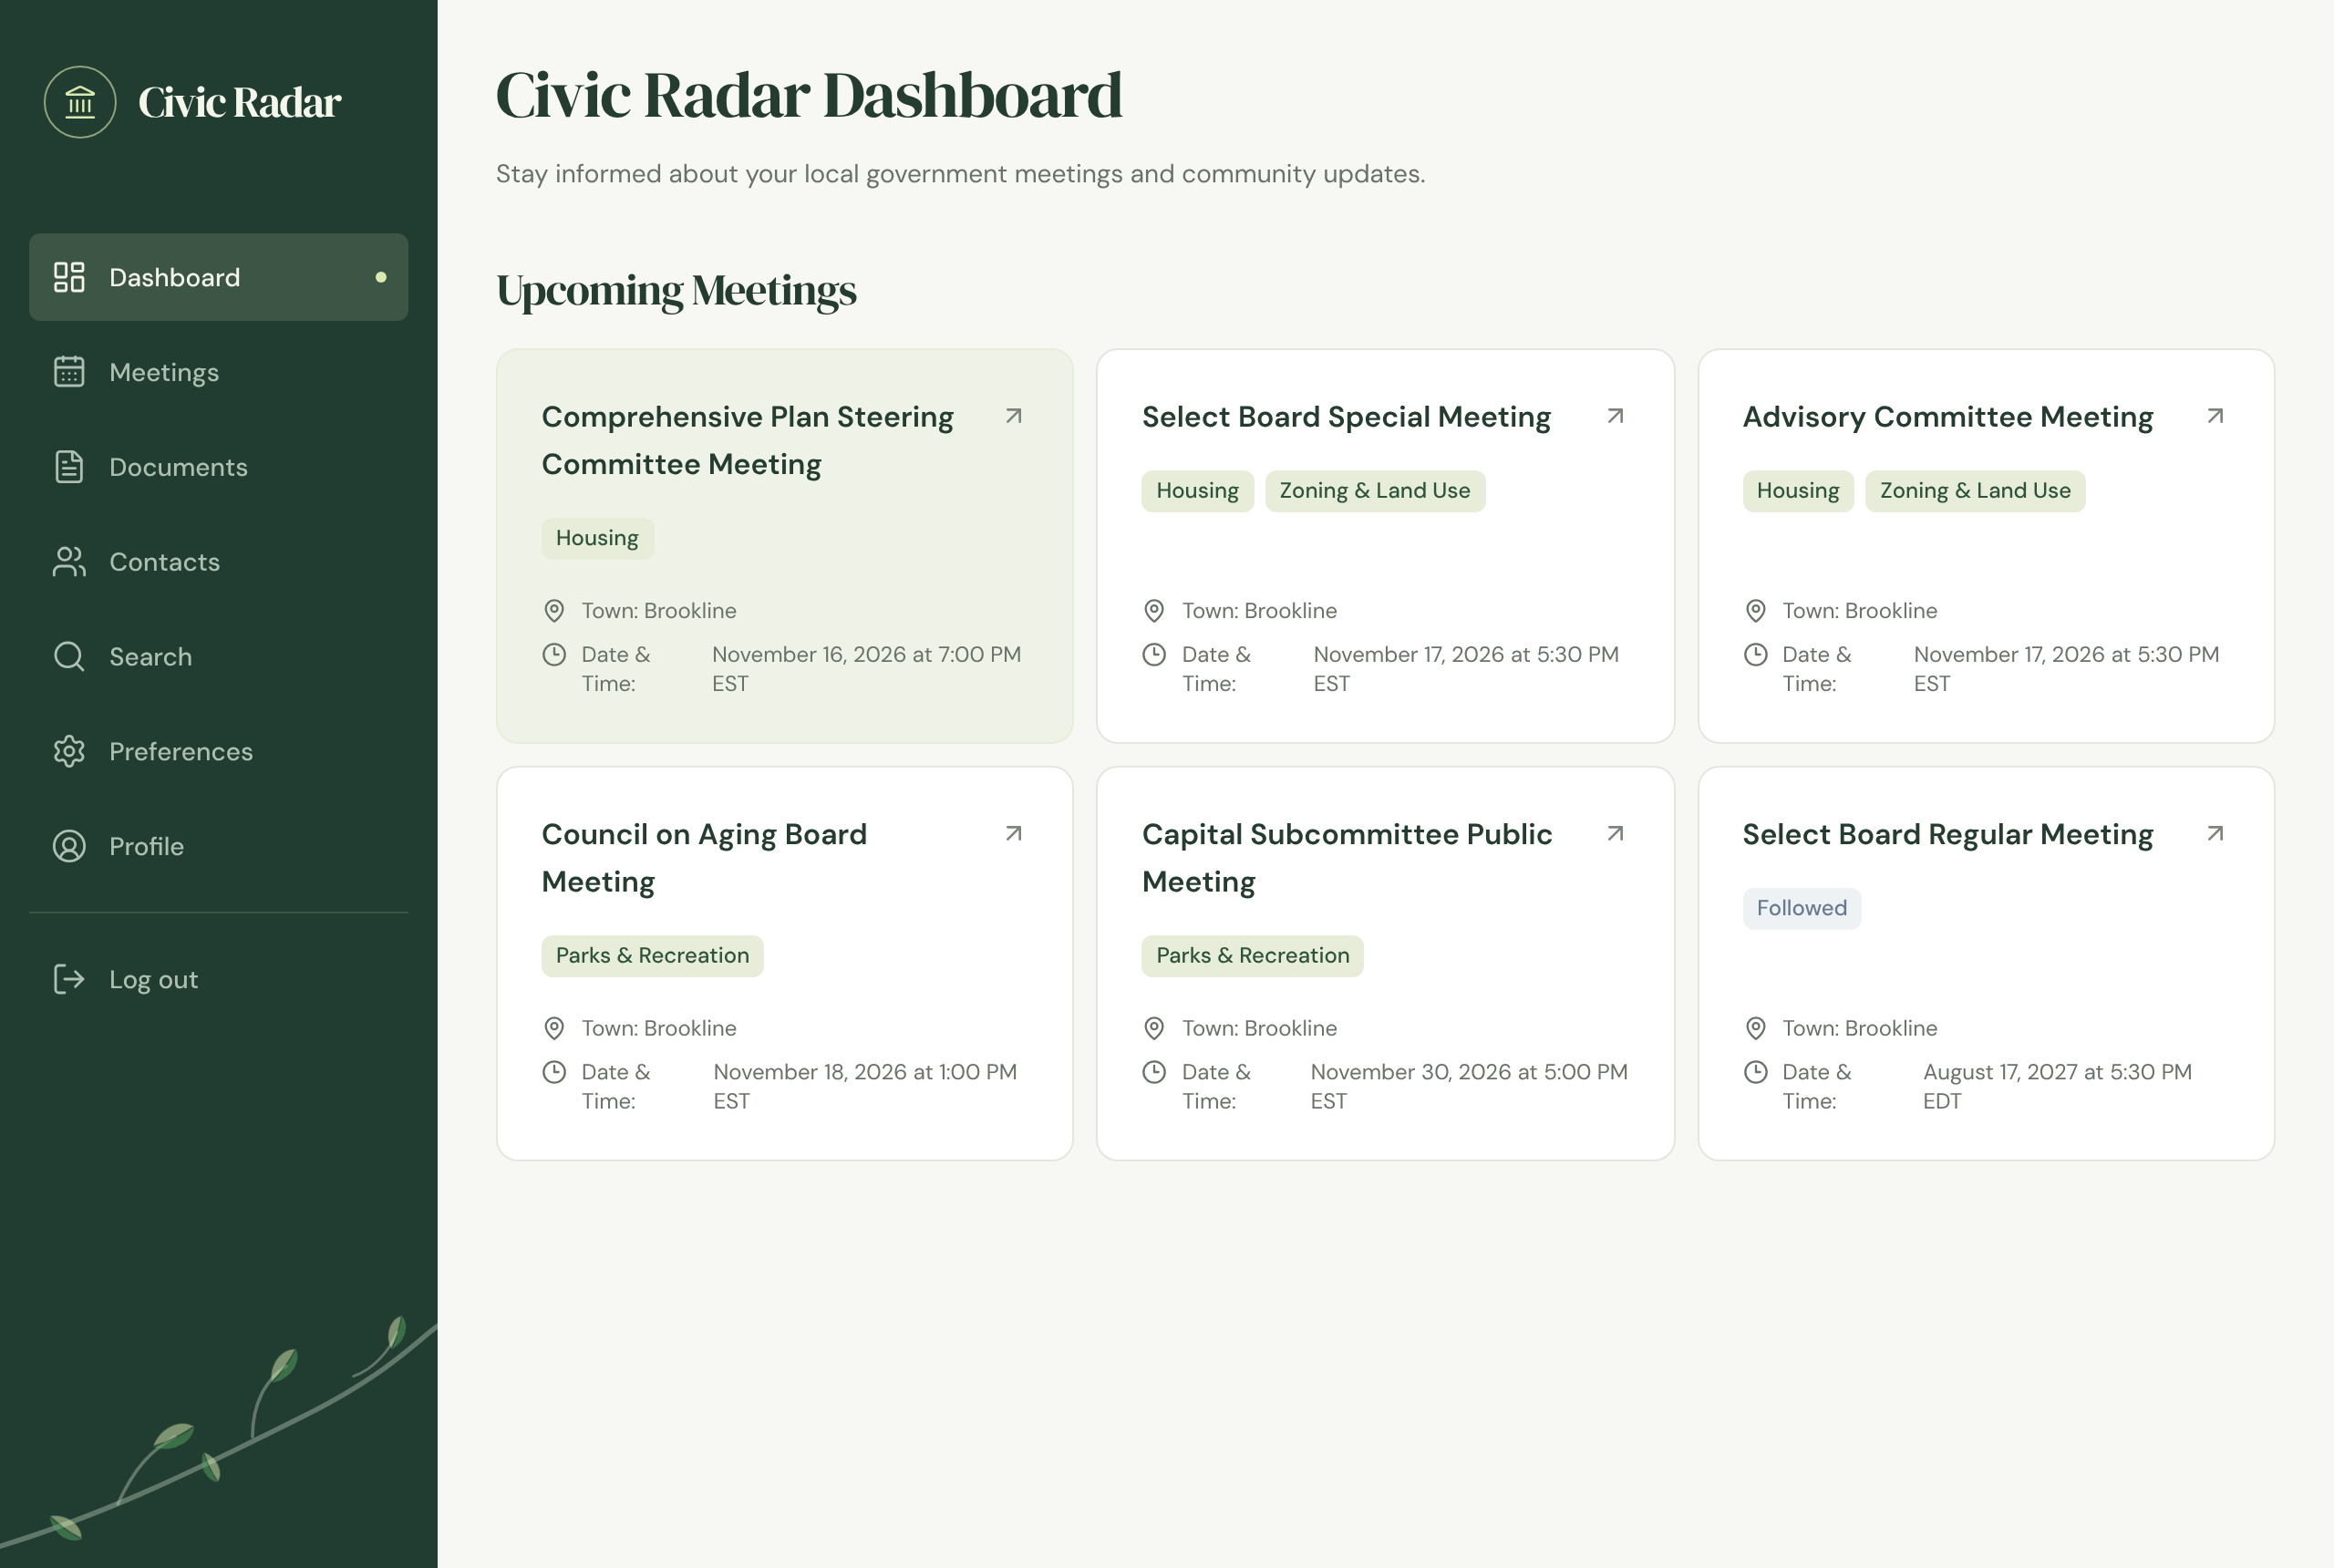 Civic Radar
Dashboard
Meetings
Documents
Contacts
Search
Preferences
Profile
Log out
Civic Radar Dashboard
Stay informed about your local government meetings and community updates.
Upcoming Meetings
Comprehensive Plan Steering
Committee Meeting
Housing
Town: Brookline
Date & Time: November 16, 2026 at 7:00 PM EST
Select Board Special Meeting
Housing Zoning & Land Use
Town: Brookline
Date & Time: November 17, 2026 at 5:30 PM EST
Advisory Committee Meeting
Housing Zoning & Land Use
Town: Brookline
Date & Time: November 17, 2026 at 5:30 PM EST
Council on Aging Board
Meeting
Parks & Recreation
Town: Brookline
Date & Time: November 18, 2026 at 1:00 PM EST
Capital Subcommittee Public
Meeting
Parks & Recreation
Town: Brookline
Date & Time: November 30, 2026 at 5:00 PM EST
Select Board Regular Meeting
Followed
Town: Brookline
Date & Time: August 17, 2027 at 5:30 PM EDT